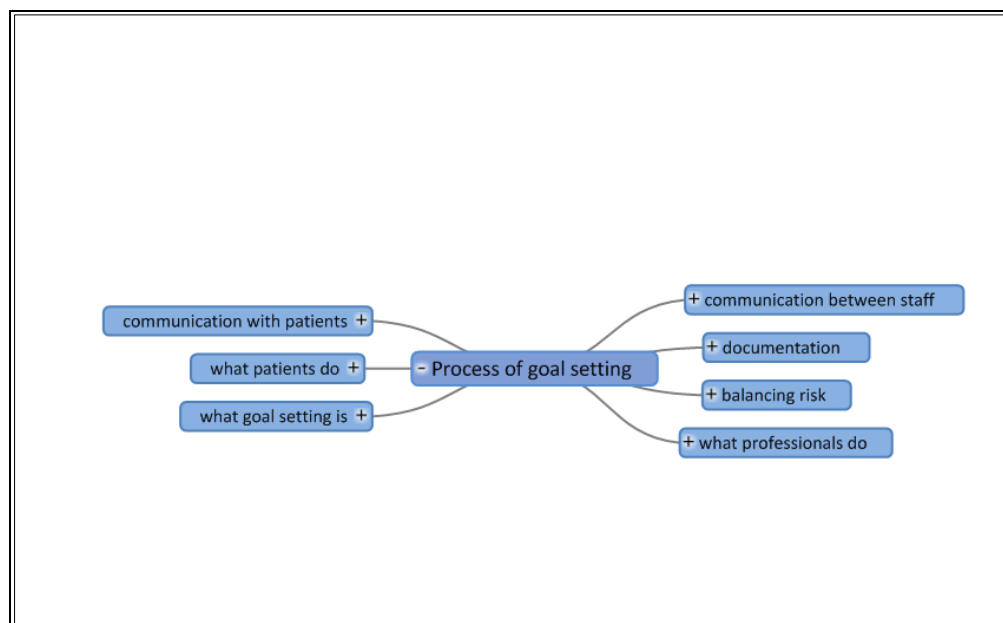 communication with patients +
what patients do +
what goal setting is +
- Process of goal setting
+ communication between staff
+ documentation
+ balancing risk
+ what professionals do